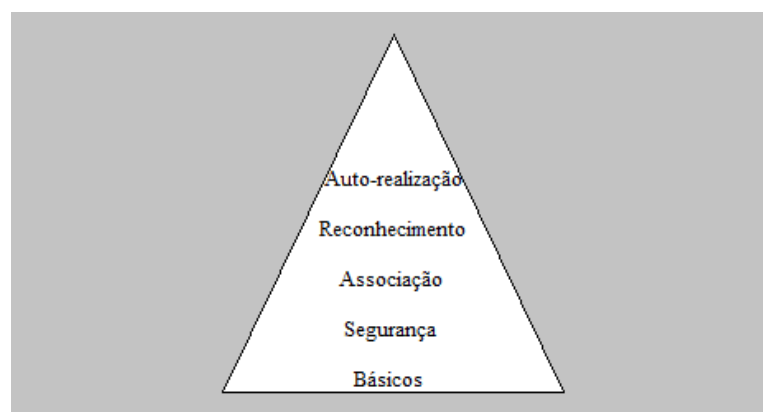 Auto-realização
Reconhecimento
Associação
Segurança
Básicos